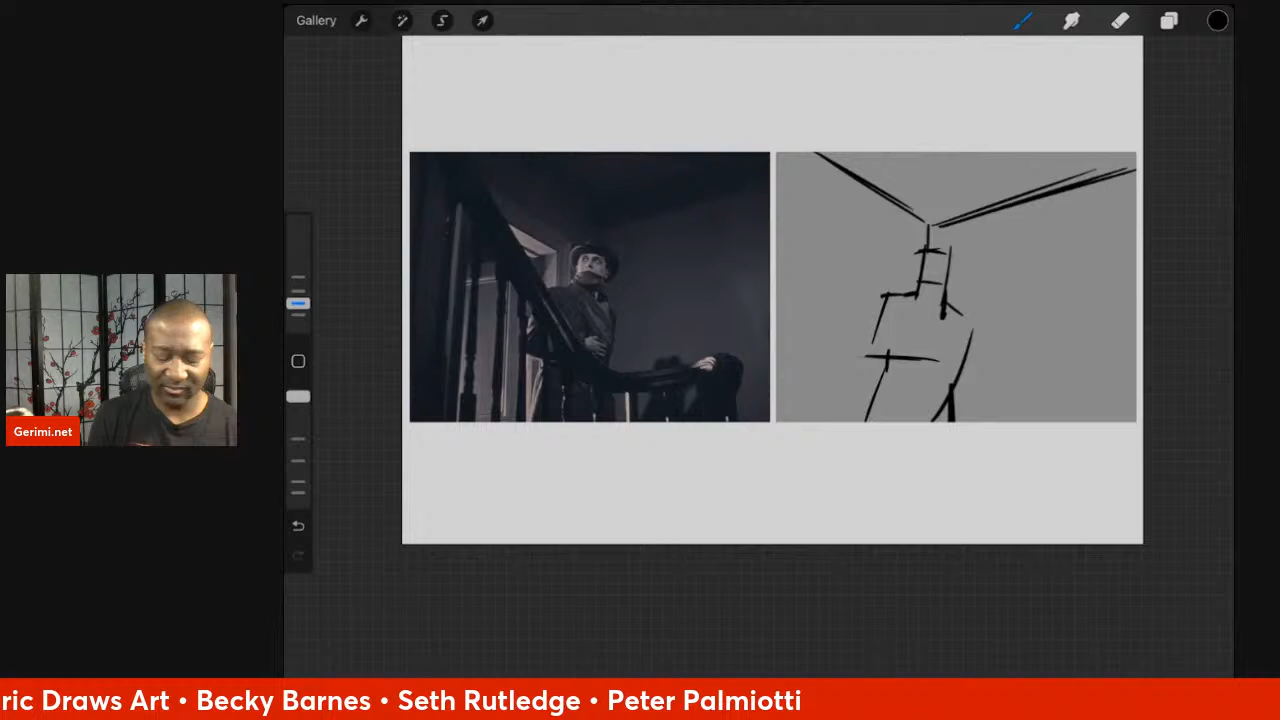 Gallery
Gerimi.net
ric Draws Art • Becky Barnes • Seth Rutledge • Peter Palmiotti